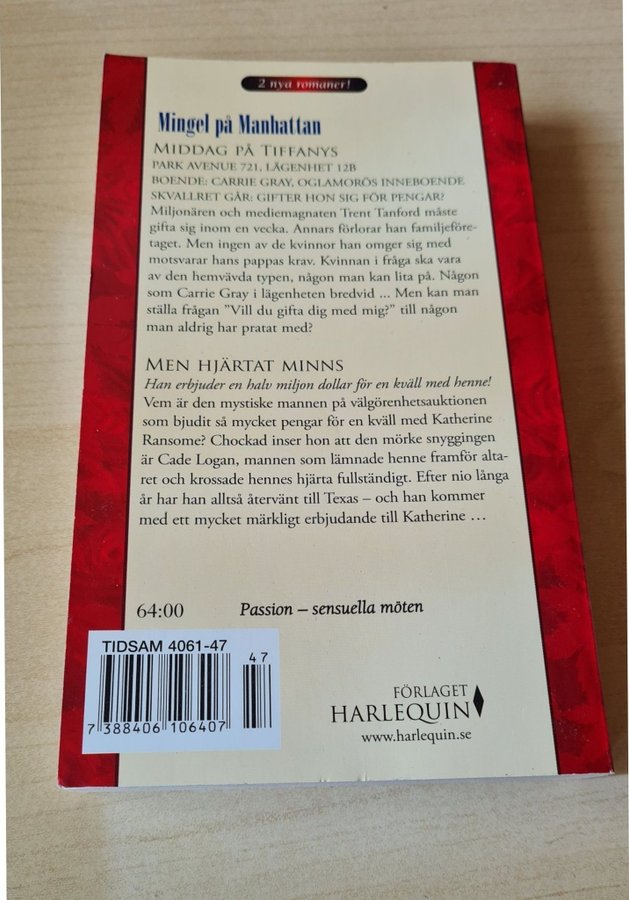 2 nya romaner!
Mingel på Manhattan
MIDDAG PÅ TIFFANYS
PARK AVENUE 721, LÄGENHET 12B
BOENDE: CARRIE GRAY, OGLAMORÖS INNEBOENDE
SKVALLRET GÅR: GIFTER HON SIG FÖR PENGAR?
Miljonären och mediemagnaten Trent Tanford måste
gifta sig inom en vecka. Annars förlorar han familjeföre-
taget. Men ingen av de kvinnor han omger sig med
motsvarar hans pappas krav. Kvinnan i fråga ska vara
av den hemvävda typen, någon man kan lita på. Någon
som Carrie Gray i lägenheten bredvid ... Men kan man
ställa frågan ”Vill du gifta dig med mig?” till någon
man aldrig har pratat med?
MEN HJÄRTAT MINNS
Han erbjuder en halv miljon dollar för en kväll med henne!
Vem är den mystiske mannen på välgörenhetsauktionen
som bjudit så mycket pengar för en kväll med Katherine
Ransome? Chockad inser hon att den mörke snyggingen
är Cade Logan, mannen som lämnade henne framför alta-
ret och krossade hennes hjärta fullständigt. Efter nio långa
år har han alltså återvänt till Texas – och han kommer
med ett mycket märkligt erbjudande till Katherine ...
64:00 Passion – sensuella möten
TIDSAM 4061-47
47
7 388406 106407
FÖRLAGET
HARLEQUIN
www.harlequin.se